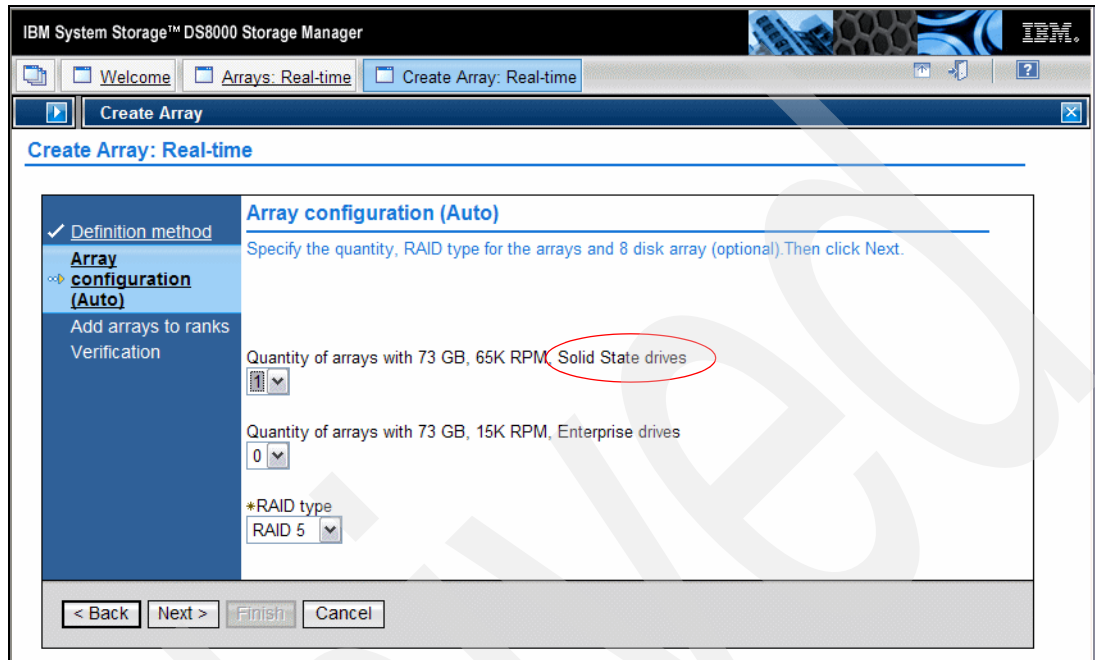 IBM System Storage™ DS8000 Storage Manager
IBM.
Welcome
Arrays: Real-time
Create Array: Real-time
?
Create Array
Create Array: Real-time
Definition method
Array
configuration
(Auto)
Add arrays to ranks
Verification
Array configuration (Auto)
Specify the quantity, RAID type for the arrays and 8 disk array (optional).Then click Next.
Quantity of arrays with 73 GB, 65K RPM, Solid State drives
1
Quantity of arrays with 73 GB, 15K RPM, Enterprise drives
0
*RAID type
RAID 5
< Back
Next >
Finish
Cancel